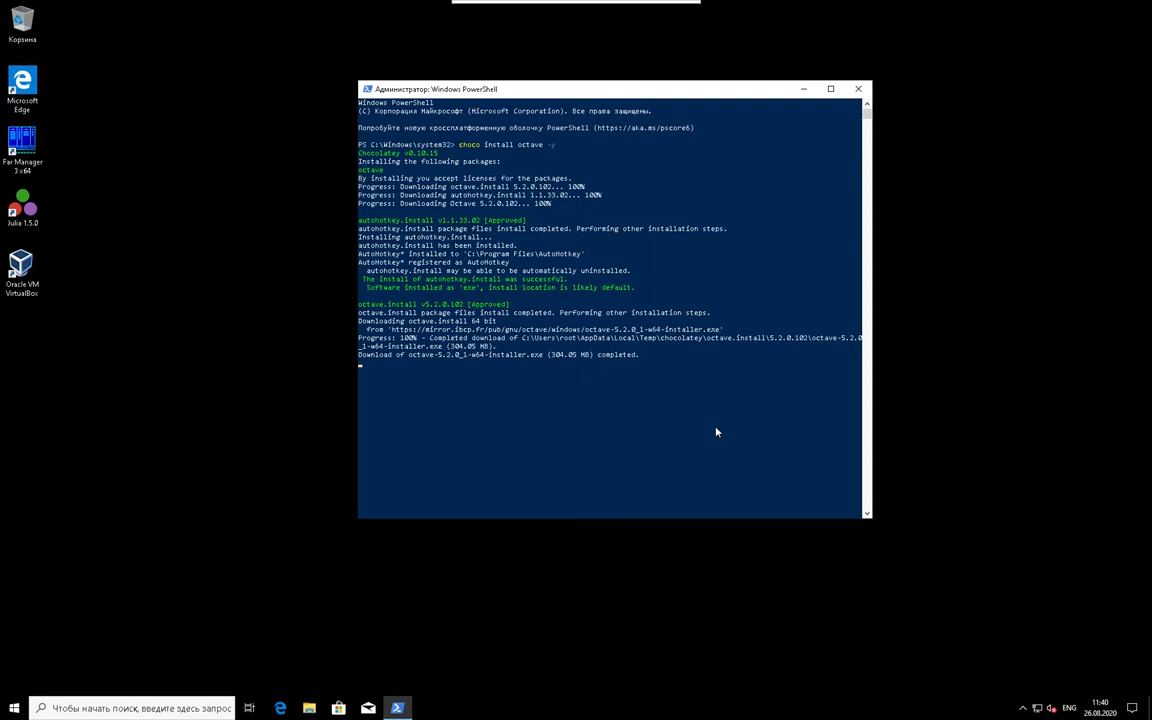 Корзина
Microsoft
Edge
Far Manager
3 x64
Julia 1.5.0
Oracle VM
VirtualBox
Администратор: Windows PowerShell
Windows PowerShell
(C) Корпорация Майкрософт (Microsoft Corporation). Все права защищены.
Попробуйте новую кроссплатформенную оболочку PowerShell (https://aka.ms/pscore6)
PS C:\Windows\system32> choco install octave -y
Chocolatey v0.10.15
Installing the following packages:
octave
By installing you accept licenses for the packages.
Progress: Downloading octave.install 5.2.0.102... 100%
Progress: Downloading autohotkey.install 1.1.33.02... 100%
Progress: Downloading Octave 5.2.0.102... 100%
autohotkey.install v1.1.33.02 [Approved]
autohotkey.install package files install completed. Performing other installation steps.
Installing autohotkey.install...
autohotkey.install has been installed.
AutoHotkey* installed to 'C:\Program Files\AutoHotkey'
AutoHotkey* registered as AutoHotkey
autohotkey.install may be able to be automatically uninstalled.
The install of autohotkey.install was successful.
Software installed as 'exe', install location is likely default.
octave.install v5.2.0.102 [Approved]
octave.install package files install completed. Performing other installation steps.
Downloading octave.install 64 bit
from 'https://mirror.ibcp.fr/pub/gnu/octave/windows/octave-5.2.0_1-w64-installer.exe'
Progress: 100% - Completed download of C:\Users\root\AppData\Local\Temp\chocolatey\octave.install\5.2.0.102\octave-5.2.0
_1-w64-installer.exe (304.05 MB).
Download of octave-5.2.0_1-w64-installer.exe (304.05 MB) completed.
Чтобы начать поиск, введите здесь запрос
ENG
11:40
26.08.2020